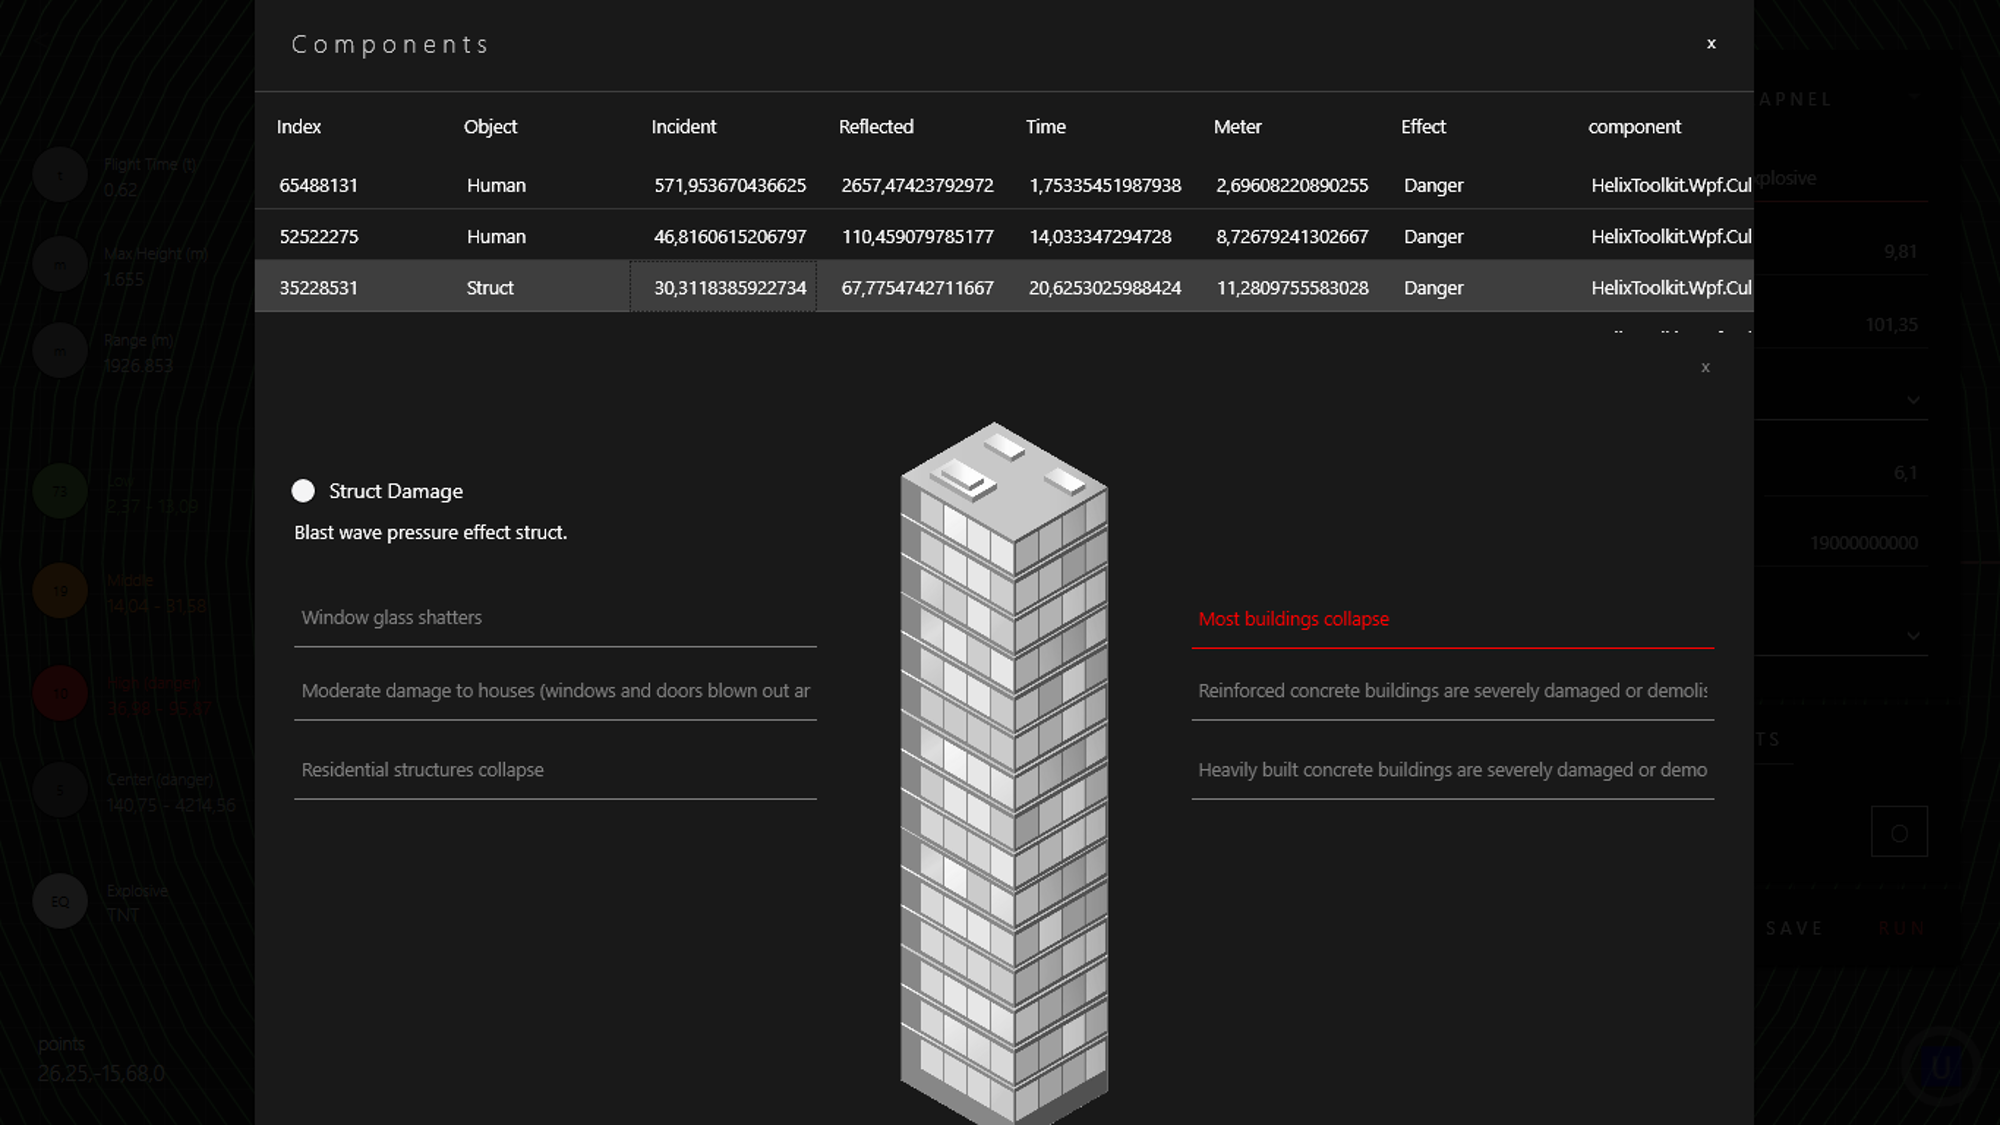 Components
x
Index Object Incident Reflected Time Meter Effect component
65488131 Human 571,953670436625 2657,47423792972 1,75335451987938 2,69608220890255 Danger HelixToolkit.Wpf.Cul
52522275 Human 46,8160615206797 110,459079785177 14,033347294728 8,72679241302667 Danger HelixToolkit.Wpf.Cul
35228531 Struct 30,3118385922734 67,7754742711667 20,6253025988424 11,2809755583028 Danger HelixToolkit.Wpf.Cul
x
Struct Damage
Blast wave pressure effect struct.
Window glass shatters
Moderate damage to houses (windows and doors blown out ar
Residential structures collapse
Most buildings collapse
Reinforced concrete buildings are severely damaged or demolis
Heavily built concrete buildings are severely damaged or demo
t
Flight Time (t)
0,62
m
Max Height (m)
1.655
m
Range (m)
1926.853
73
Low
2,37 - 13,09
19
Middle
14,04 - 31,58
10
High (danger)
5
Center (danger)
140,75 - 4214,56
EQ
Explosive
TNT
points
26,25,-15,68,0
APNEL
xplosive
9,81
101,35
6,1
19000000000
TS
SAVE
RUN
U